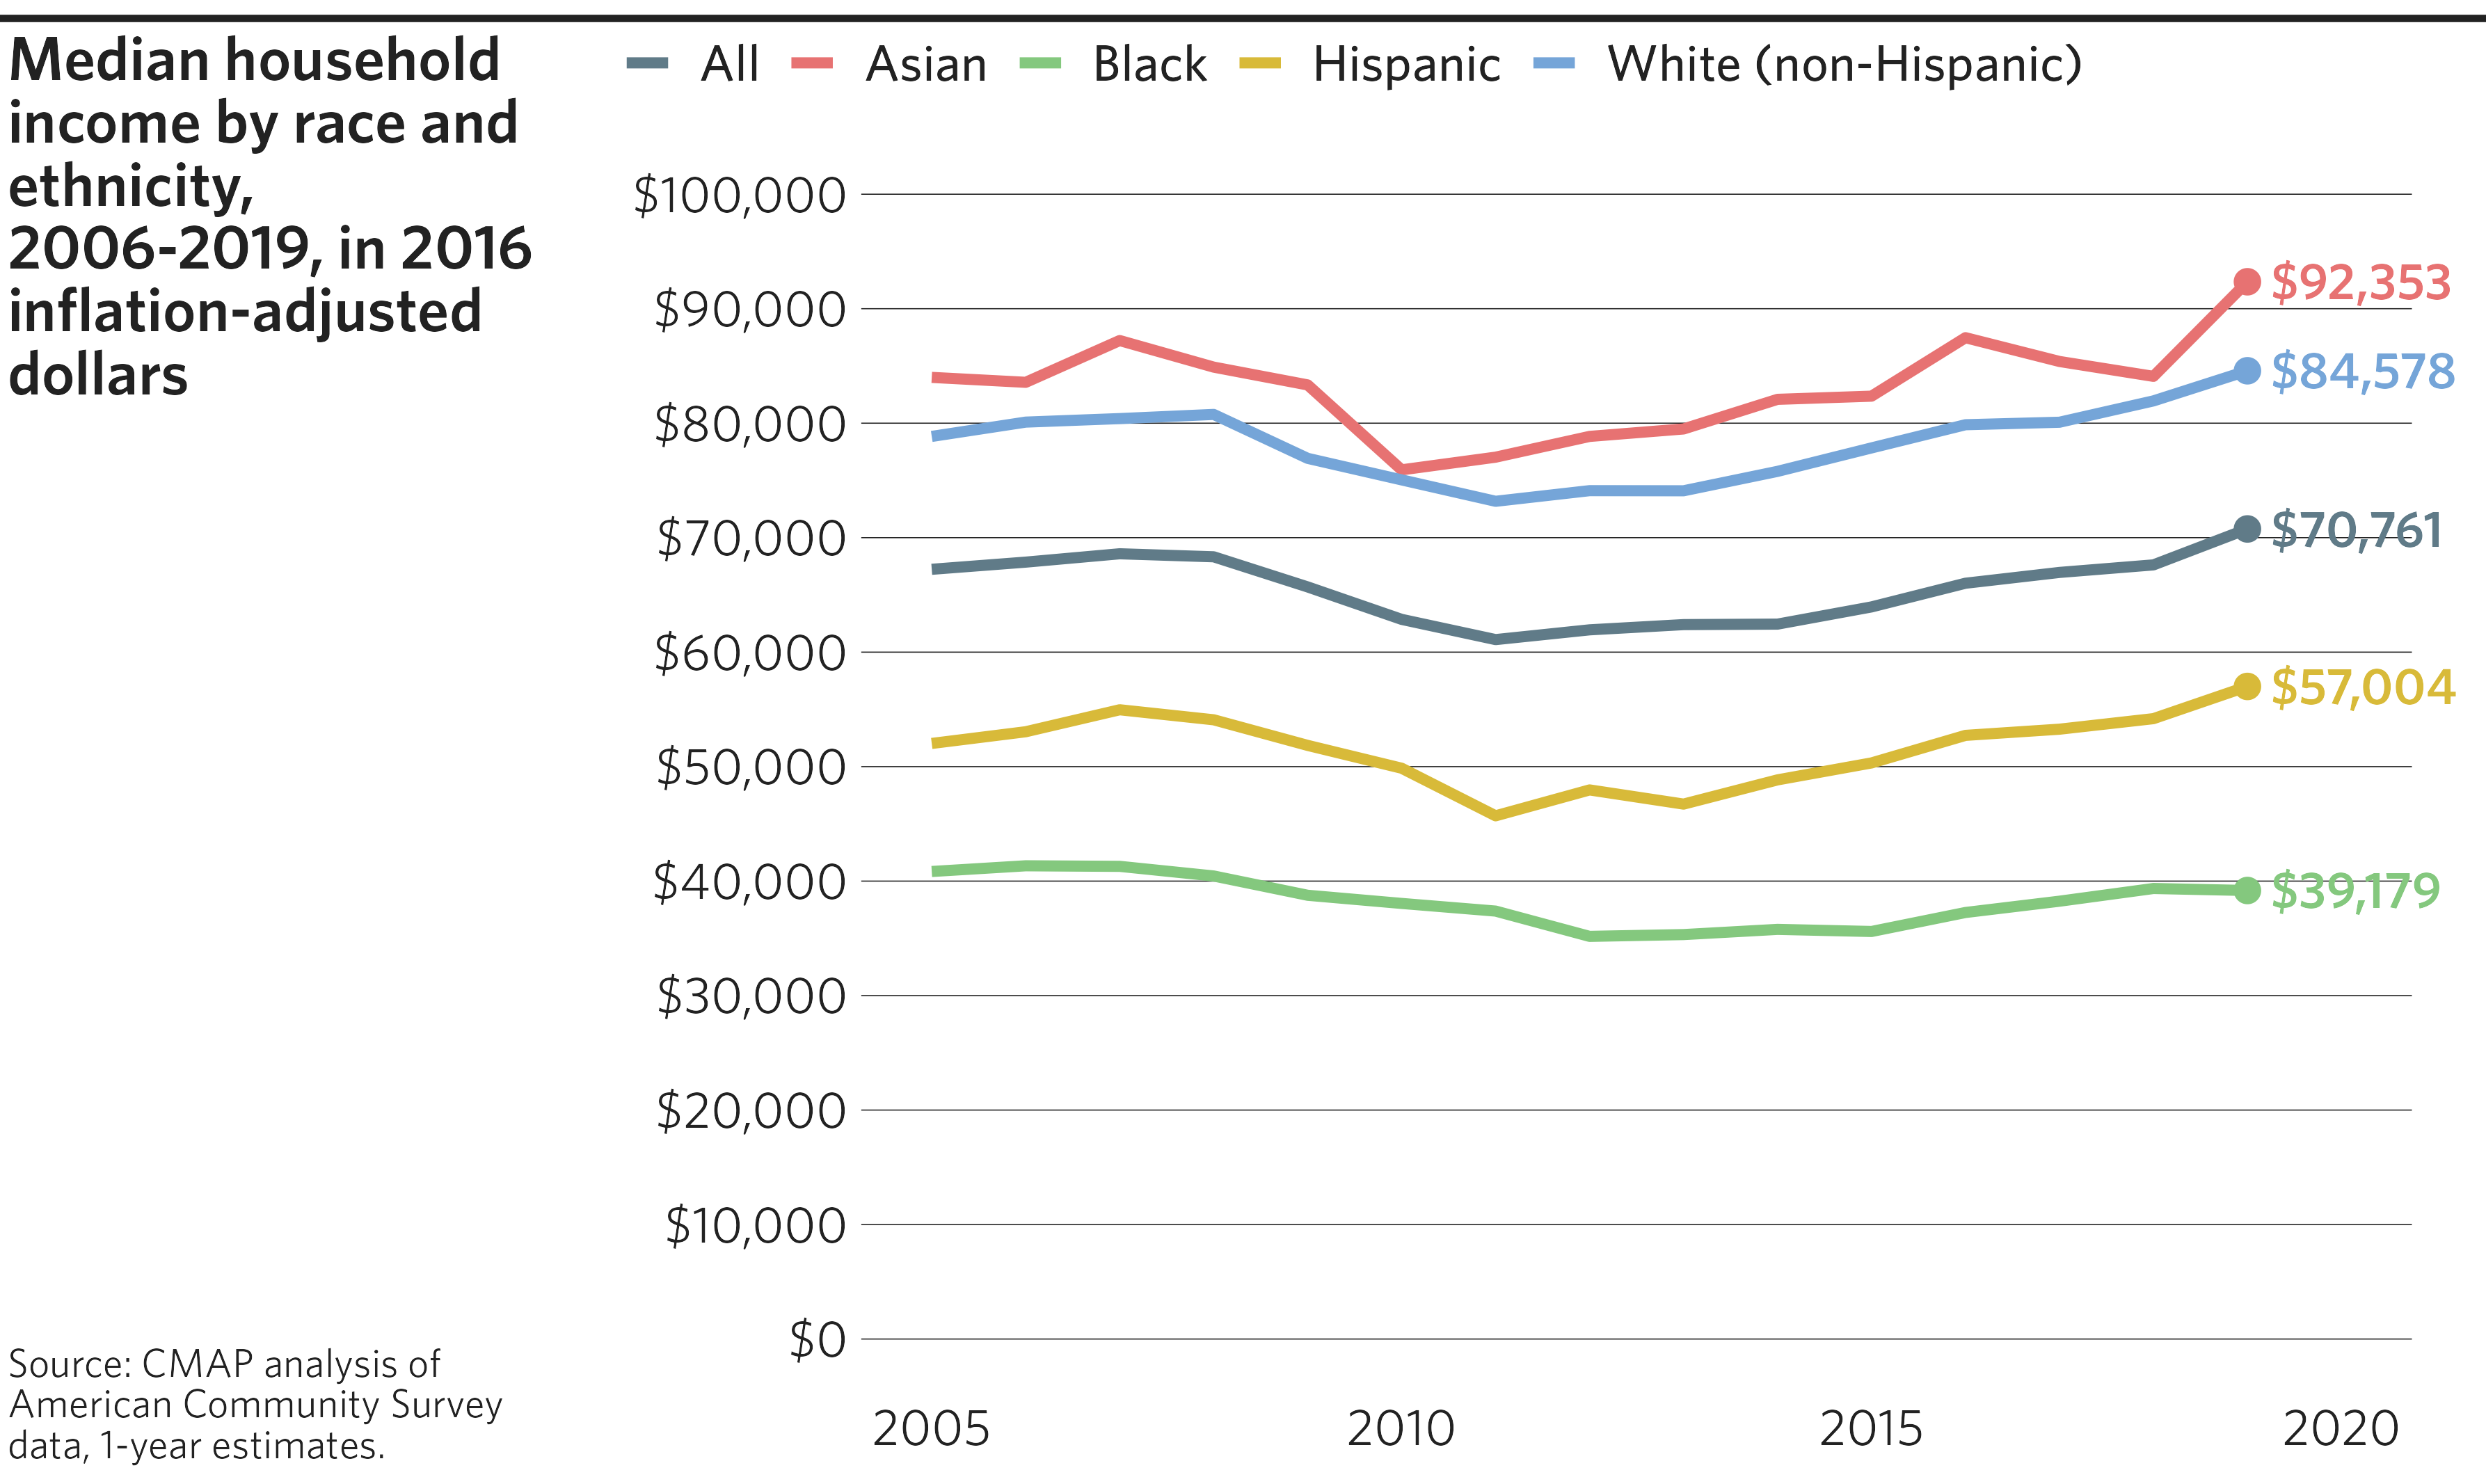 Median household
income by race and
ethnicity,
2006-2019, in 2016
inflation-adjusted
dollars
All Asian Black Hispanic White (non-Hispanic)
$100,000
$90,000
$80,000
$70,000
$60,000
$50,000
$40,000
$30,000
$20,000
$10,000
$0
$92,353
$84,578
$70,761
$57,004
$39,179
2005 2010 2015 2020
Source: CMAP analysis of
American Community Survey
data, 1-year estimates.